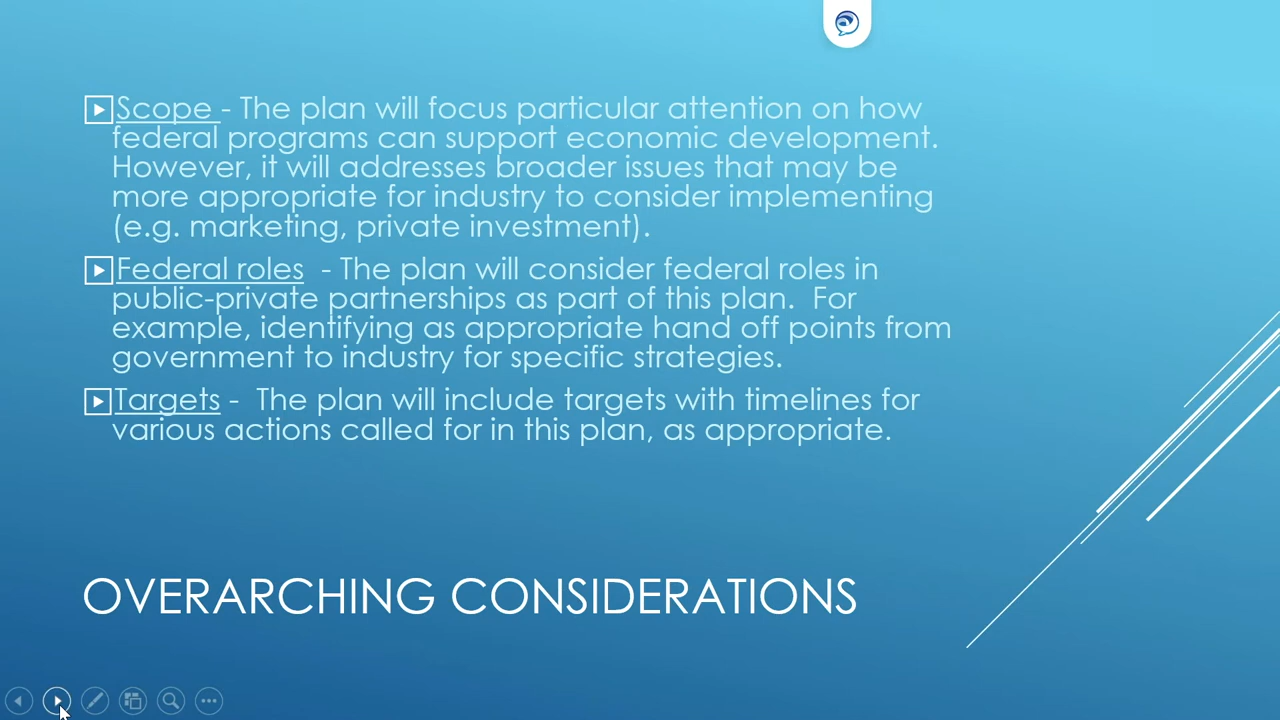 Scope - The plan will focus particular attention on how
federal programs can support economic development.
However, it will addresses broader issues that may be
more appropriate for industry to consider implementing
(e.g. marketing, private investment).
Federal roles - The plan will consider federal roles in
public-private partnerships as part of this plan. For
example, identifying as appropriate hand off points from
government to industry for specific strategies.
Targets - The plan will include targets with timelines for
various actions called for in this plan, as appropriate.
OVERARCHING CONSIDERATIONS